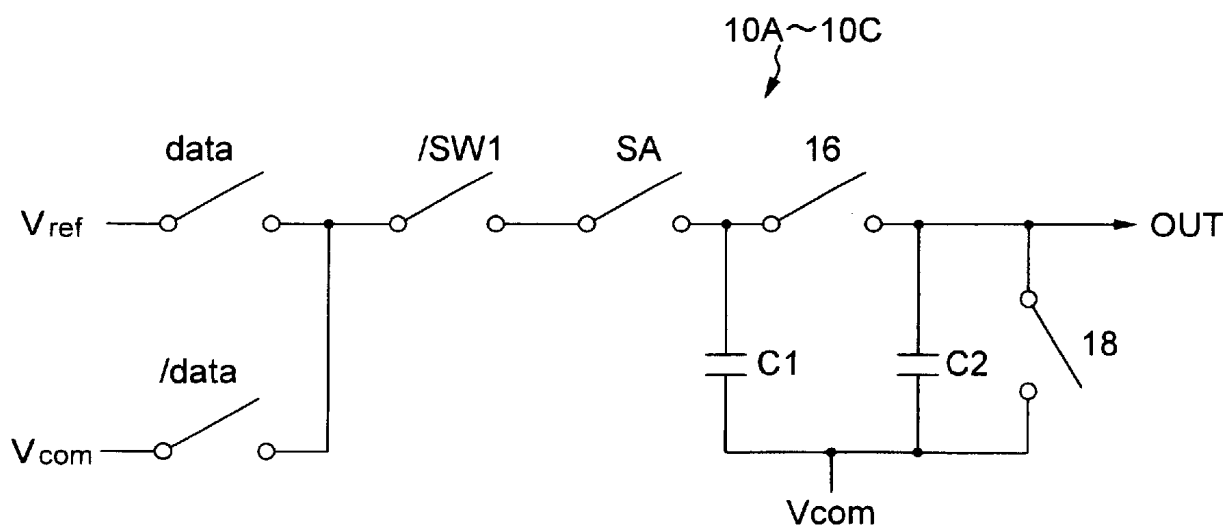 10A～10C
data
/SW1
SA
16
Vref
OUT
/data
C1
C2
18
Vcom
Vcom